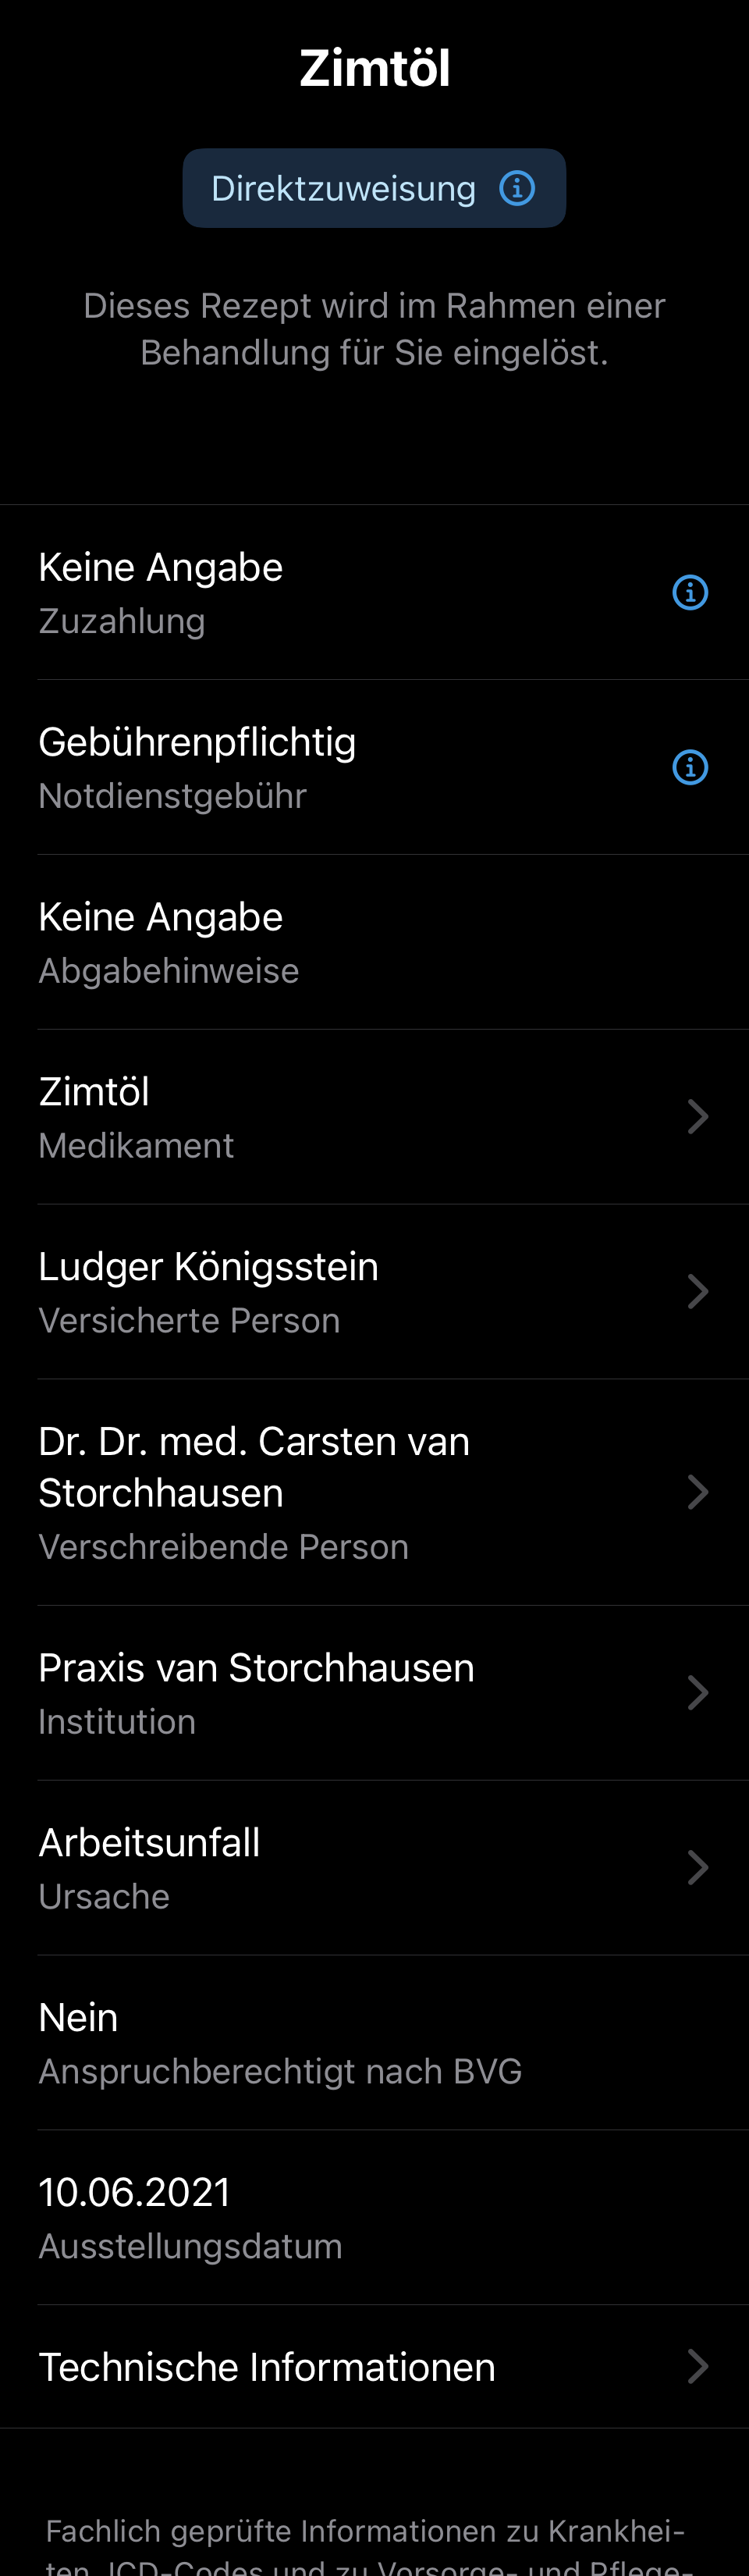 Zimtöl
Direktzuweisung
Dieses Rezept wird im Rahmen einer
Behandlung für Sie eingelöst.
Keine Angabe
Zuzahlung
Gebührenpflichtig
Notdienstgebühr
Keine Angabe
Abgabehinweise
Zimtöl
Medikament
Ludger Königsstein
Versicherte Person
Dr. Dr. med. Carsten van
Storchhausen
Verschreibende Person
Praxis van Storchhausen
Institution
Arbeitsunfall
Ursache
Nein
Anspruchberechtigt nach BVG
10.06.2021
Ausstellungsdatum
Technische Informationen
Fachlich geprüfte Informationen zu Krankhei-
ten, ICD-Codes und zu Vorsorge- und Pflege-